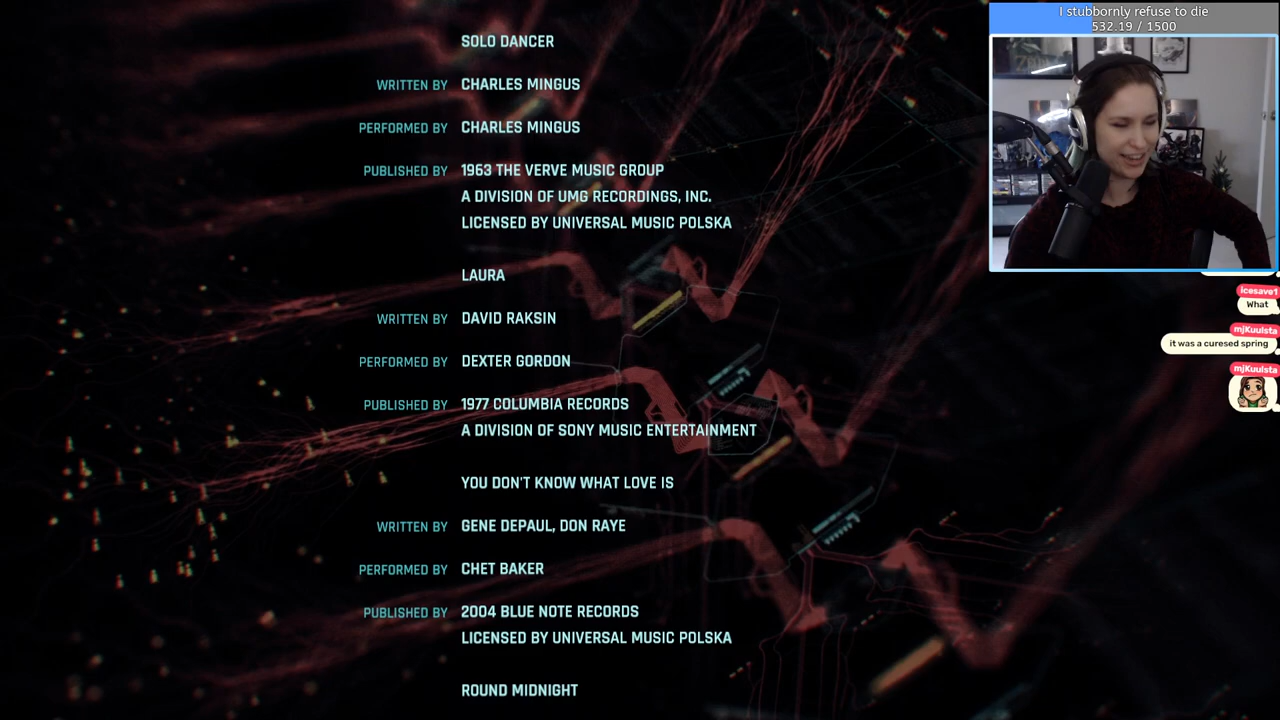 SOLO DANCER
WRITTEN BY CHARLES MINGUS
PERFORMED BY CHARLES MINGUS
PUBLISHED BY 1963 THE VERVE MUSIC GROUP
A DIVISION OF UMG RECORDINGS, INC.
LICENSED BY UNIVERSAL MUSIC POLSKA
LAURA
WRITTEN BY DAVID RAKSIN
PERFORMED BY DEXTER GORDON
PUBLISHED BY 1977 COLUMBIA RECORDS
A DIVISION OF SONY MUSIC ENTERTAINMENT
YOU DON'T KNOW WHAT LOVE IS
WRITTEN BY GENE DEPAUL, DON RAYE
PERFORMED BY CHET BAKER
PUBLISHED BY 2004 BLUE NOTE RECORDS
LICENSED BY UNIVERSAL MUSIC POLSKA
ROUND MIDNIGHT
I stubbornly refuse to die
532.19 / 1500
icesave1
What
mjKuulsta
it was a curesed spring
mjKuulsta